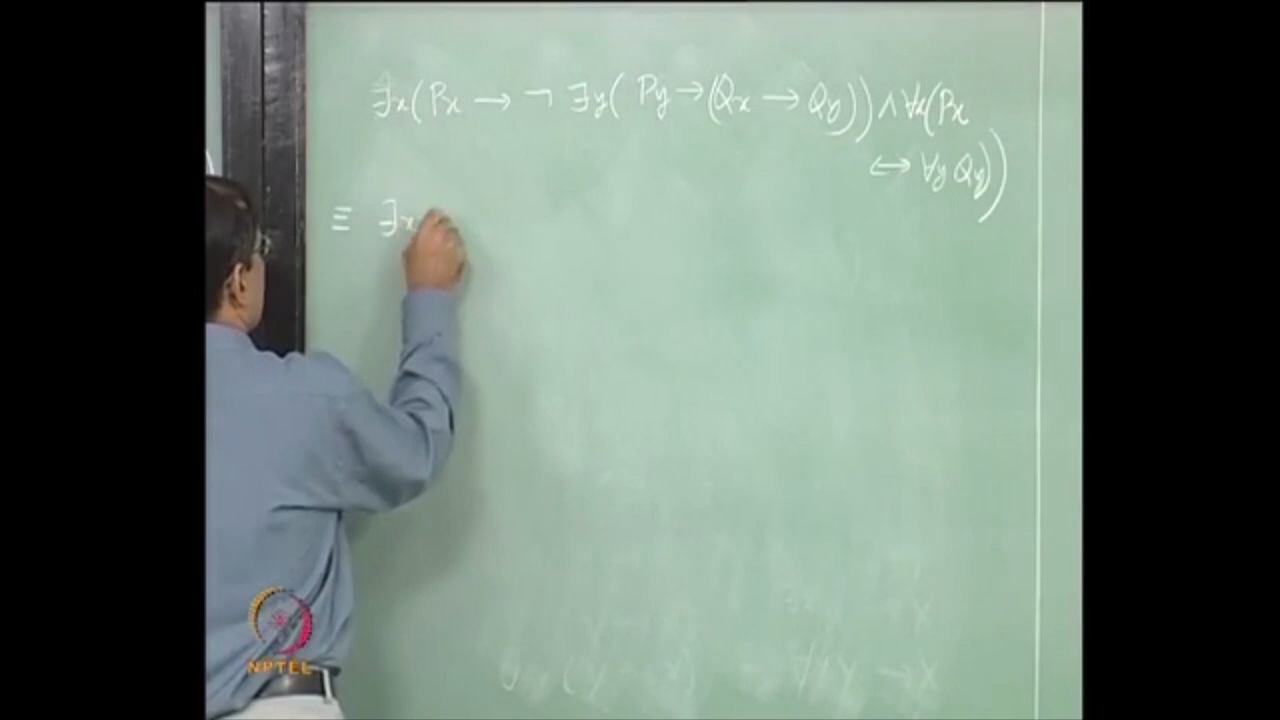 ∃x(Px → ¬ ∃y( Py → (Qx → Qy)) ∧ ∀x(Px
↔ ∀y Qy))
≡ ∃x
NPTEL